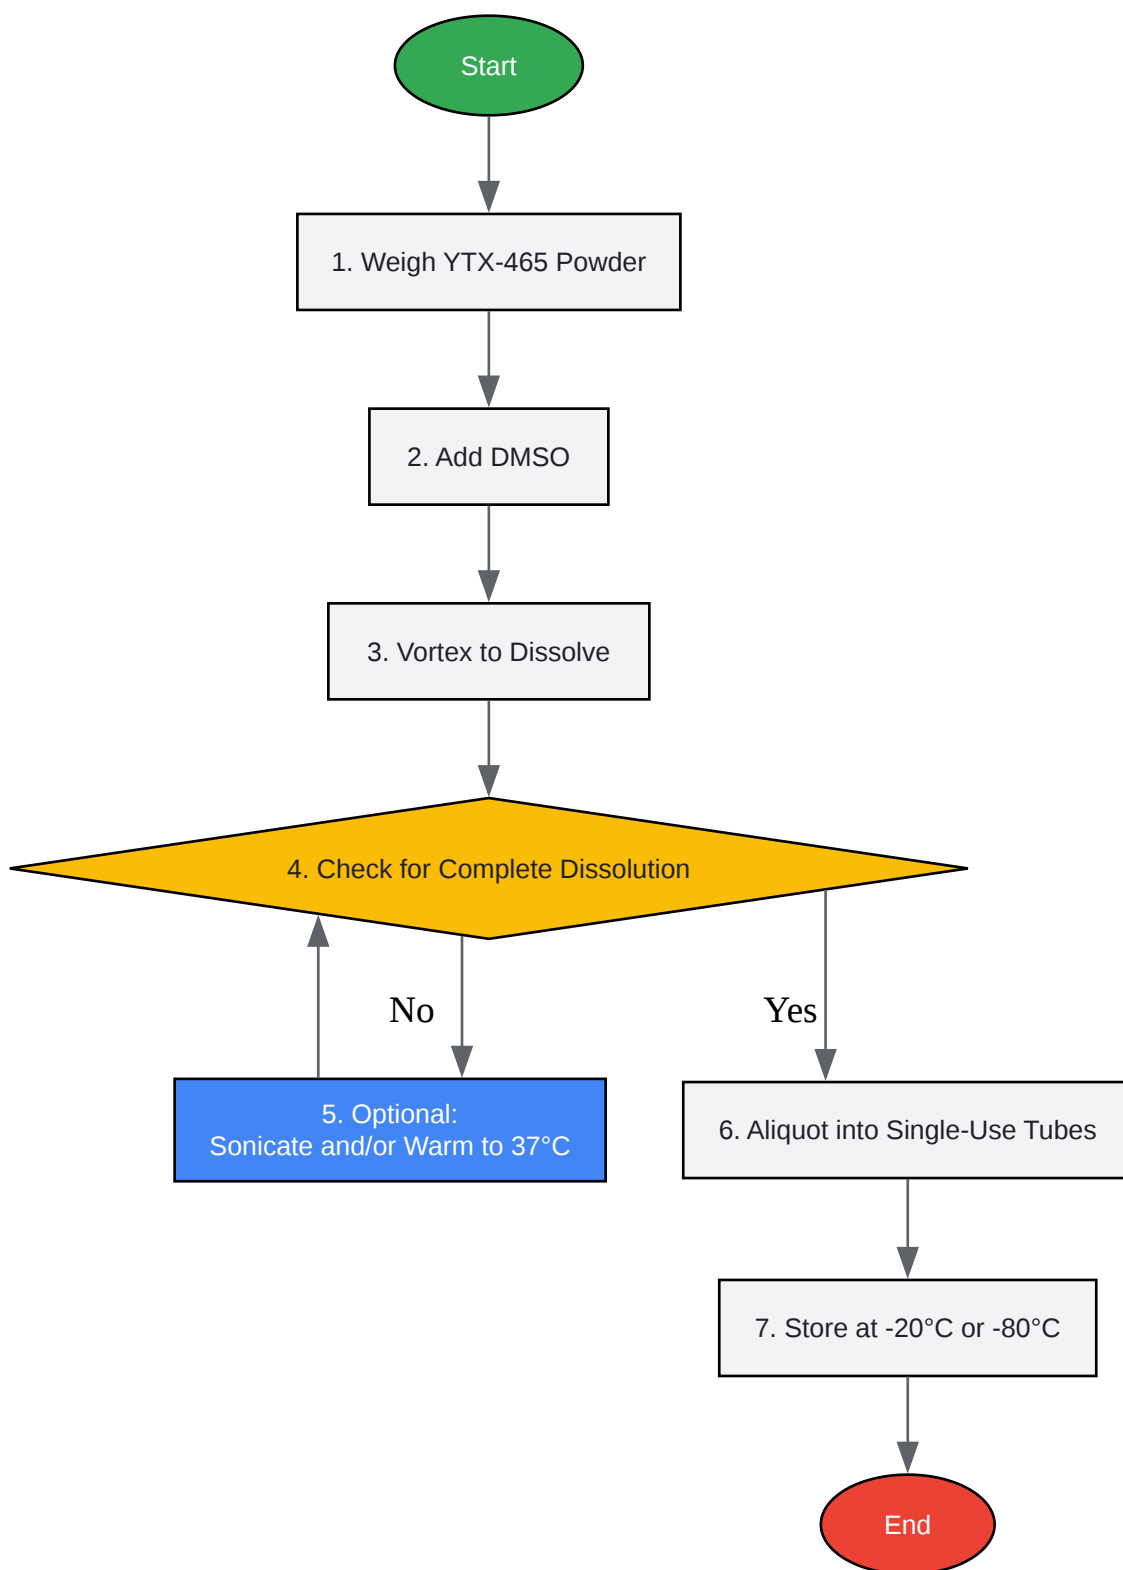 Start
1. Weigh YTX-465 Powder
2. Add DMSO
3. Vortex to Dissolve
4. Check for Complete Dissolution
No
Yes
5. Optional:
Sonicate and/or Warm to 37°C
6. Aliquot into Single-Use Tubes
7. Store at -20°C or -80°C
End